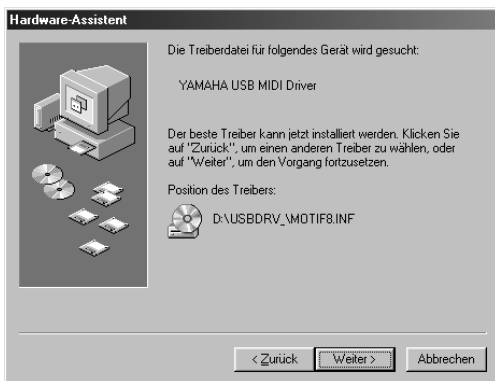 Hardware-Assistent
Die Treiberdatei für folgendes Gerät wird gesucht:
YAMAHA USB MIDI Driver
Der beste Treiber kann jetzt installiert werden. Klicken Sie
auf "Zurück", um einen anderen Treiber zu wählen, oder
auf "Weiter", um den Vorgang fortzusetzen.
Position des Treibers:
D:\USBDRV_\MOTIF8.INF
< Zurück
Weiter >
Abbrechen